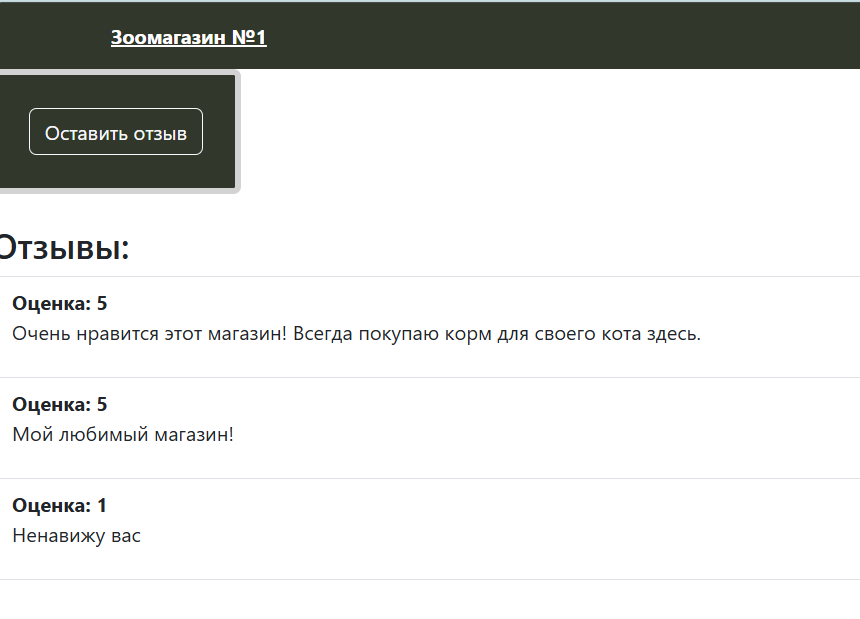 Зоомагазин №1
Оставить отзыв
Отзывы:
Оценка: 5
Очень нравится этот магазин! Всегда покупаю корм для своего кота здесь.
Оценка: 5
Мой любимый магазин!
Оценка: 1
Ненавижу вас